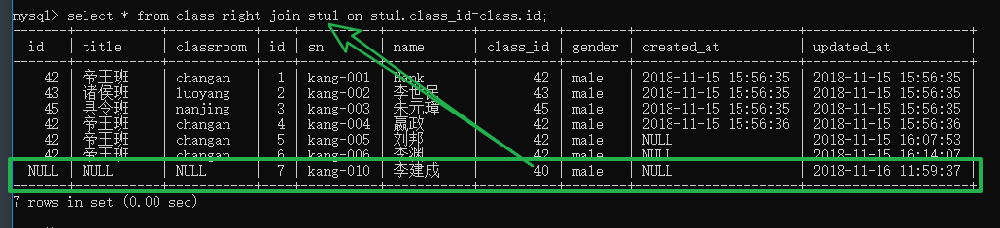 mysql> select * from class right join stu1 on stu1.class_id=class.id;
| id | title | classroom | id | sn | name | class_id | gender | created_at | updated_at |
| 42 | 帝王班 | changan | 1 | kang-001 | Hank | 42 | male | 2018-11-15 15:56:35 | 2018-11-15 15:56:35 |
| 43 | 诸侯班 | luoyang | 2 | kang-002 | 李世民 | 43 | male | 2018-11-15 15:56:35 | 2018-11-15 15:56:35 |
| 45 | 县令班 | nanjing | 3 | kang-003 | 朱元璋 | 45 | male | 2018-11-15 15:56:35 | 2018-11-15 15:56:35 |
| 42 | 帝王班 | changan | 4 | kang-004 | 嬴政 | 42 | male | 2018-11-15 15:56:36 | 2018-11-15 15:56:36 |
| 42 | 帝王班 | changan | 5 | kang-005 | 刘邦 | 42 | male | NULL | 2018-11-15 16:07:53 |
| 42 | 帝王班 | changan | 6 | kang-006 | 李渊 | 42 | male | NULL | 2018-11-15 16:14:07 |
| NULL | NULL | NULL | 7 | kang-010 | 李建成 | 40 | male | NULL | 2018-11-16 11:59:37 |
7 rows in set (0.00 sec)